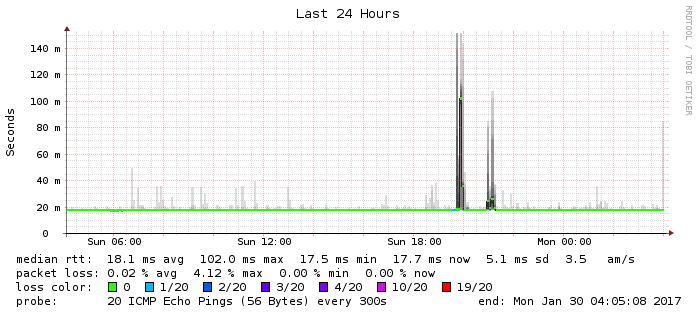 Last 24 Hours
RRDTOOL / TOBI OETIKER
Seconds
140 m
120 m
100 m
80 m
60 m
40 m
20 m
0
Sun 06:00 Sun 12:00 Sun 18:00 Mon 00:00
median rtt: 18.1 ms avg 102.0 ms max 17.5 ms min 17.7 ms now 5.1 ms sd 3.5 am/s
packet loss: 0.02 % avg 4.12 % max 0.00 % min 0.00 % now
loss color: 0 1/20 2/20 3/20 4/20 10/20 19/20
probe: 20 ICMP Echo Pings (56 Bytes) every 300s end: Mon Jan 30 04:05:08 2017